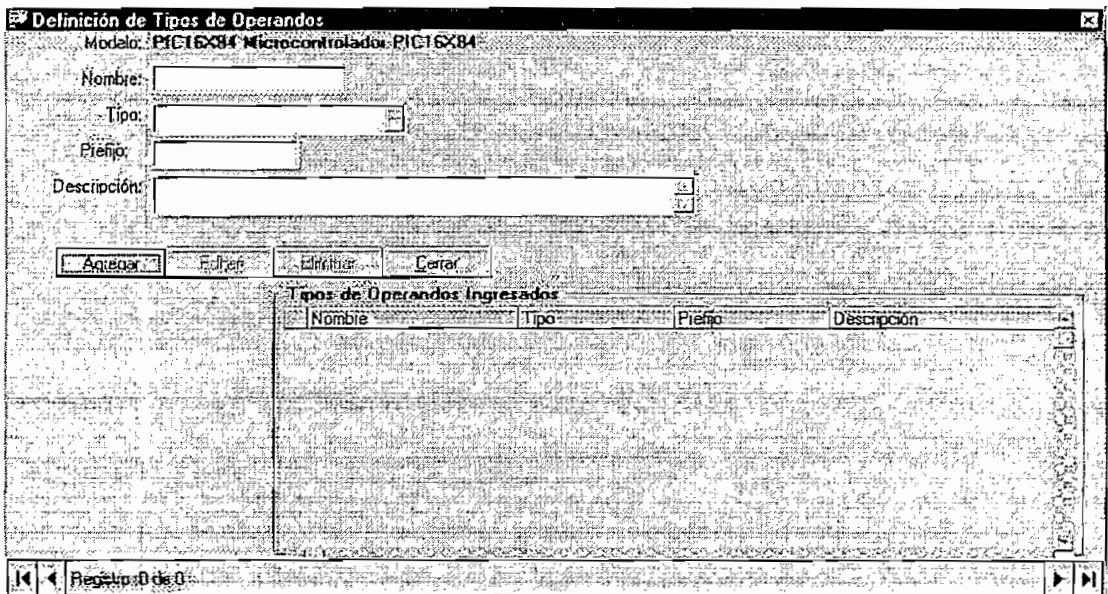 Definición de Tipos de Operandos
Modelo: PIC16X84 Microcontrolador PIC16X84
Nombre:
Tipo:
Prefijo:
Descripción:
Agregar Editar Eliminar Cerrar
Tipos de Operandos Ingresados
Nombre Tipo Prefijo Descripción
Registro: 0 de 0